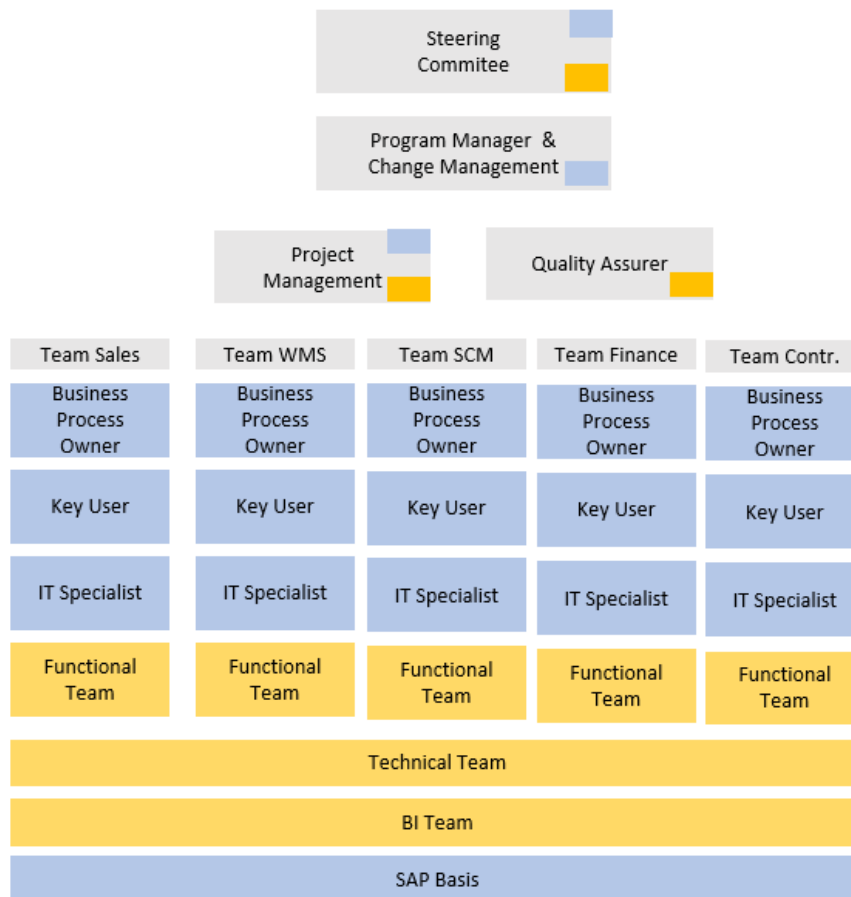 Steering
Commitee
Program Manager &
Change Management
Project
Management
Quality Assurer
Team Sales
Team WMS
Team SCM
Team Finance
Team Contr.
Business
Process
Owner
Business
Process
Owner
Business
Process
Owner
Business
Process
Owner
Business
Process
Owner
Key User
Key User
Key User
Key User
Key User
IT Specialist
IT Specialist
IT Specialist
IT Specialist
IT Specialist
Functional
Team
Functional
Team
Functional
Team
Functional
Team
Functional
Team
Technical Team
BI Team
SAP Basis